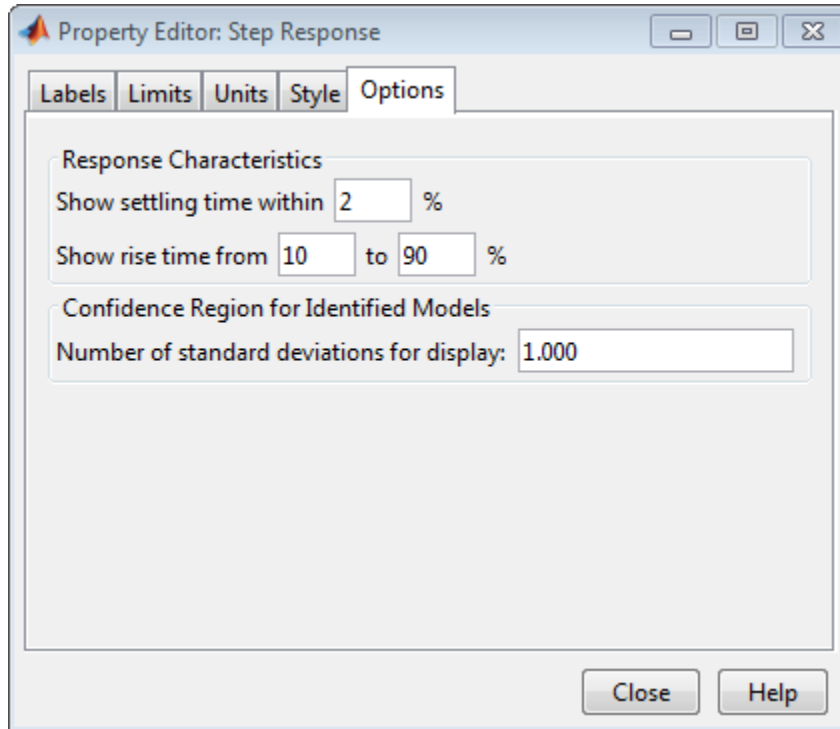 Property Editor: Step Response
Labels Limits Units Style Options
Response Characteristics
Show settling time within 2 %
Show rise time from 10 to 90 %
Confidence Region for Identified Models
Number of standard deviations for display: 1.000
Close Help